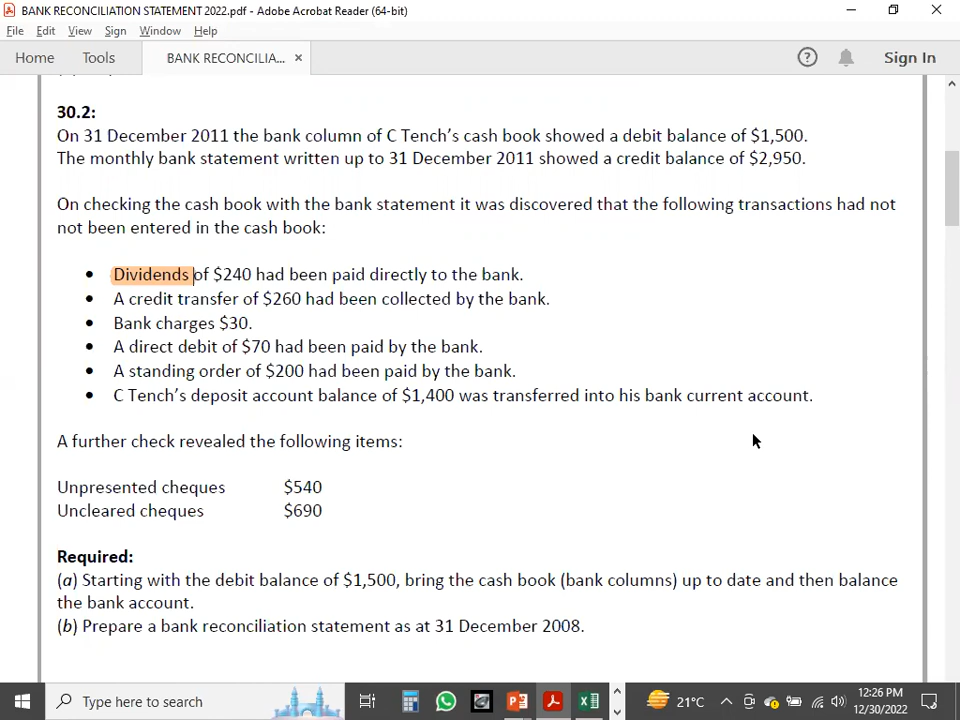 BANK RECONCILIATION STATEMENT 2022.pdf - Adobe Acrobat Reader (64-bit)
File Edit View Sign Window Help
Home Tools BANK RECONCILIA... × Sign In
30.2:
On 31 December 2011 the bank column of C Tench's cash book showed a debit balance of $1,500.
The monthly bank statement written up to 31 December 2011 showed a credit balance of $2,950.
On checking the cash book with the bank statement it was discovered that the following transactions had not
not been entered in the cash book:
• Dividends of $240 had been paid directly to the bank.
• A credit transfer of $260 had been collected by the bank.
• Bank charges $30.
• A direct debit of $70 had been paid by the bank.
• A standing order of $200 had been paid by the bank.
• C Tench's deposit account balance of $1,400 was transferred into his bank current account.
A further check revealed the following items:
Unpresented cheques $540
Uncleared cheques $690
Required:
(a) Starting with the debit balance of $1,500, bring the cash book (bank columns) up to date and then balance
the bank account.
(b) Prepare a bank reconciliation statement as at 31 December 2008.
Type here to search 21°C 12:26 PM
12/30/2022